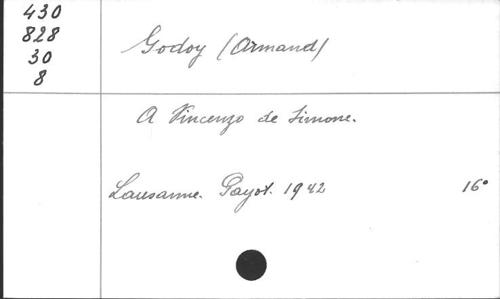 430
828
30
8
Godoy (Armand)
A Vincenzo de Simone.
Lausanne. Payot. 1942 16°